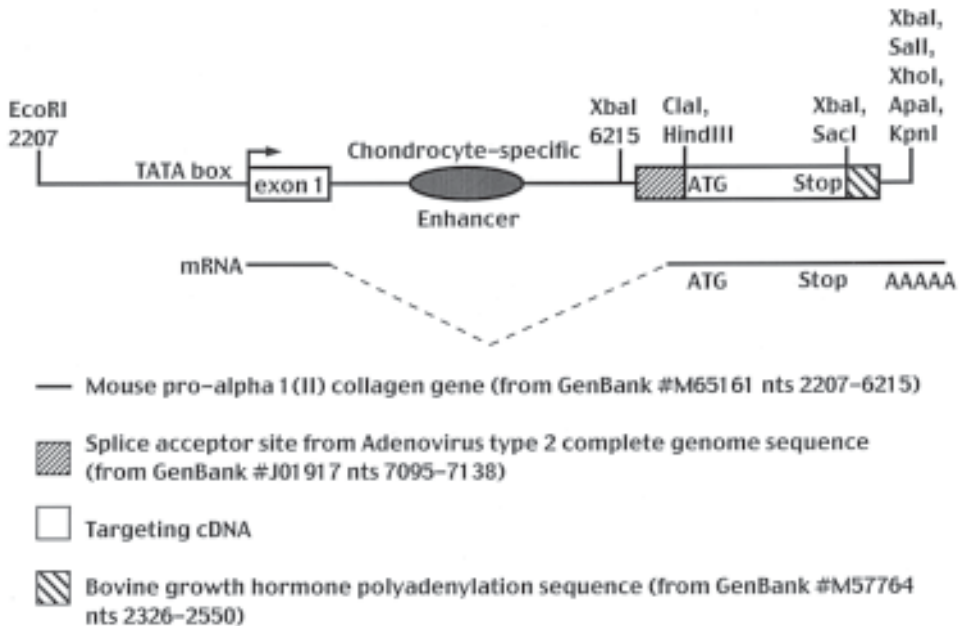 XbaI,
SalI,
XhoI,
ApaI,
KpnI
EcoRI
2207
XbaI
6215
ClaI,
HindIII
XbaI,
SacI
TATA box
exon 1
Chondrocyte-specific
Enhancer
ATG
Stop
mRNA
ATG
Stop
AAAAA
Mouse pro-alpha 1(II) collagen gene (from GenBank #M65161 nts 2207-6215)
Splice acceptor site from Adenovirus type 2 complete genome sequence
(from GenBank #J01917 nts 7095-7138)
Targeting cDNA
Bovine growth hormone polyadenylation sequence (from GenBank #M57764
nts 2326-2550)